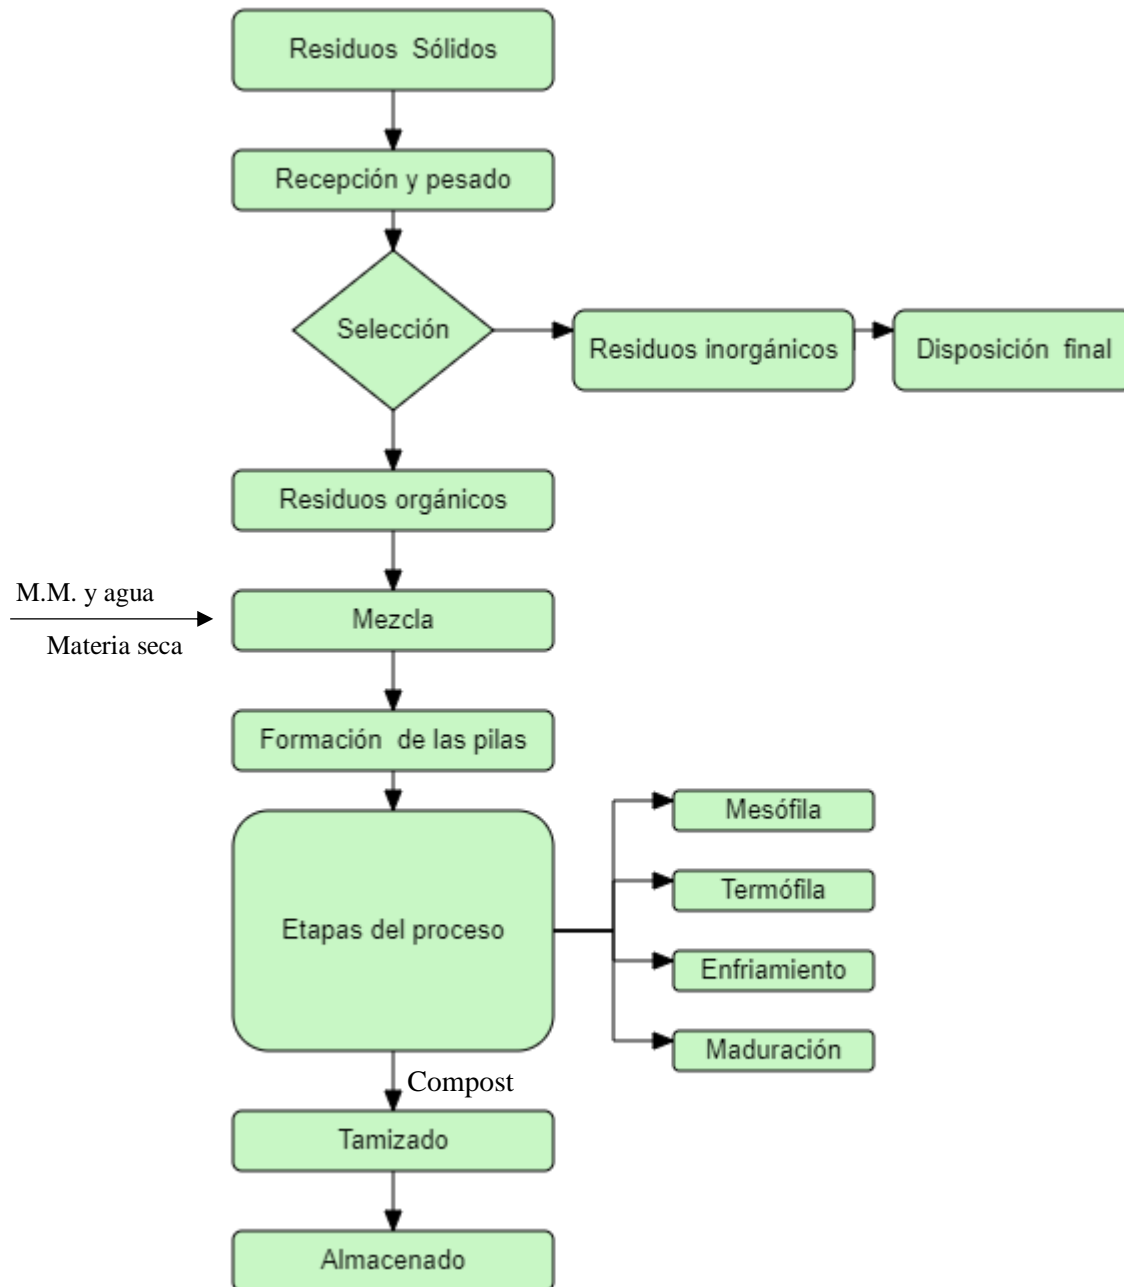 Residuos Sólidos
Recepción y pesado
Selección
Residuos inorgánicos
Disposición final
Residuos orgánicos
M.M. y agua
Materia seca
Mezcla
Formación de las pilas
Etapas del proceso
Mesófila
Termófila
Enfriamiento
Maduración
Compost
Tamizado
Almacenado